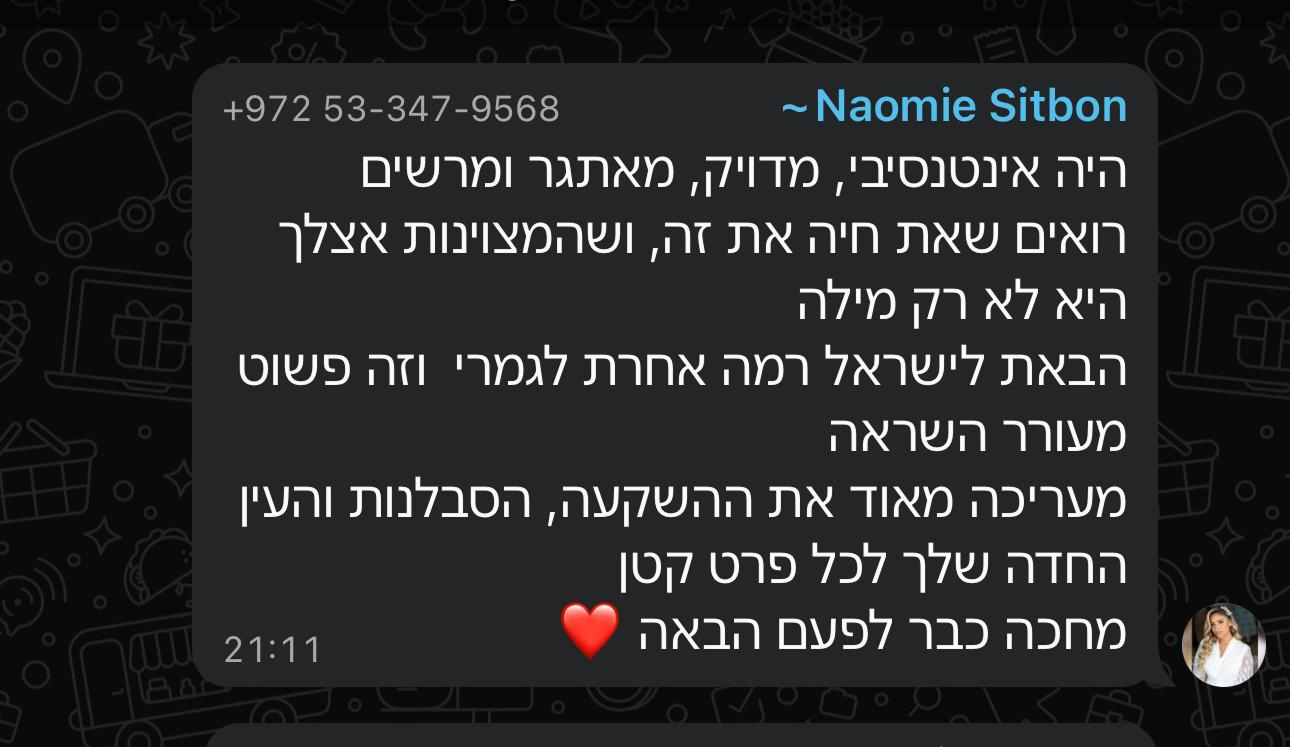 ~ Naomie Sitbon
+972 53-347-9568
היה אינטנסיבי, מדויק, מאתגר ומרשים
רואים שאת חיה את זה, ושהמצוינות אצלך
היא לא רק מילה
הבאת לישראל רמה אחרת לגמרי  וזה פשוט
מעורר השראה
מעריכה מאוד את ההשקעה, הסבלנות והעין
החדה שלך לכל פרט קטן
מחכה כבר לפעם הבאה ❤️
21:11